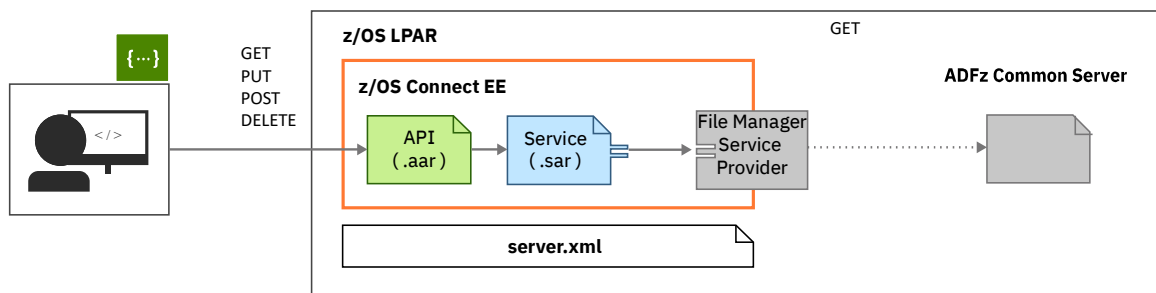 {...}
</>
GET
PUT
POST
DELETE
z/OS LPAR
z/OS Connect EE
API
( .aar )
Service
( .sar )
File Manager
Service
Provider
GET
ADFz Common Server
server.xml